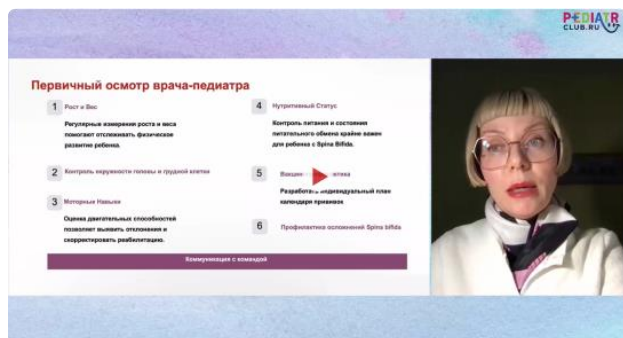 PEDIATR
CLUB.RU
Первичный осмотр врача-педиатра
1 Рост и Вес
Регулярные измерения роста и веса
помогают отслеживать физическое
развитие ребенка.
2 Контроль окружности головы и грудной клетки
3 Моторные Навыки
Оценка двигательных способностей
позволяет выявить отклонения и
скорректировать реабилитацию.
4 Нутритивный Статус
Контроль питания и состояния
питательного обмена крайне важен
для ребенка с Spina Bifida.
5
индивидуальный план
календаря прививок
6 Профилактика осложнений Spina bifida
Коммуникация с командой